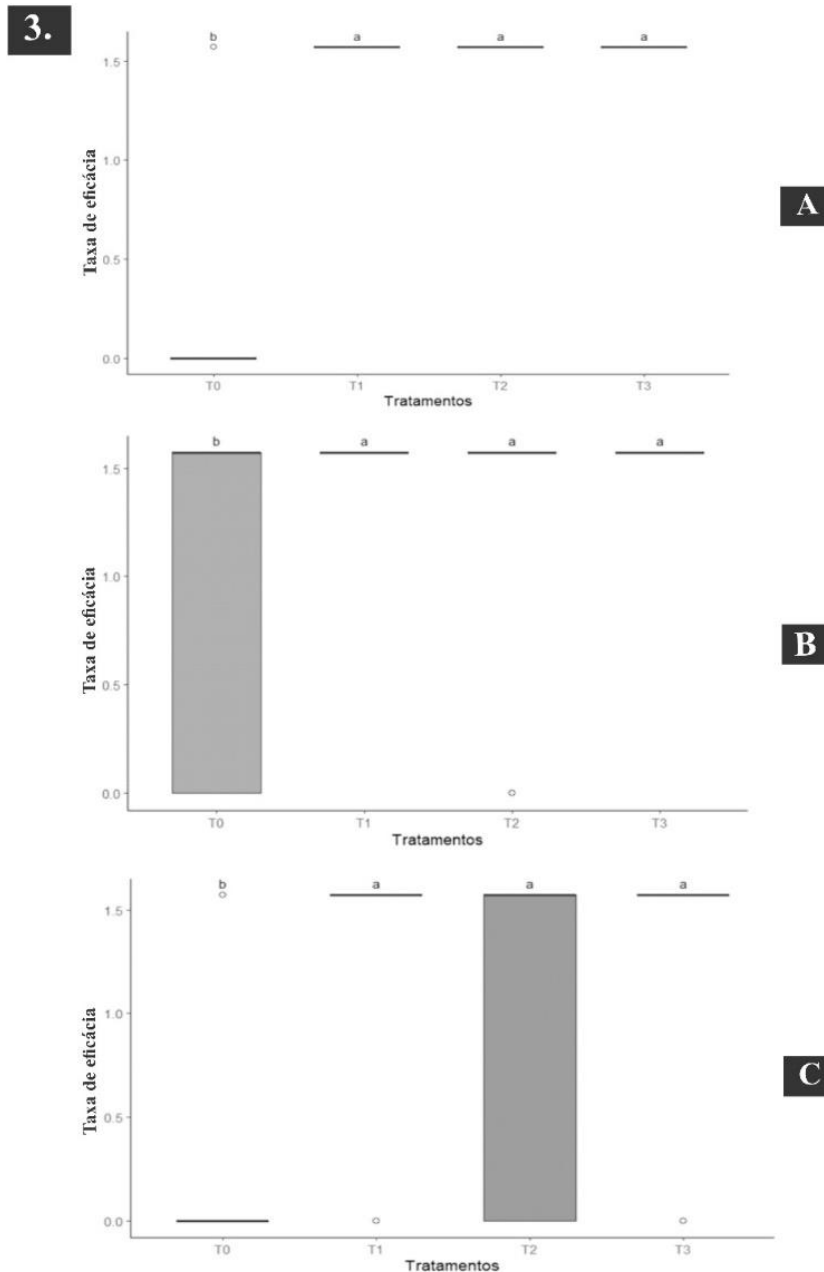 3.
b a a a
1.5
1.0
0.5
0.0
Taxa de eficácia
T0 T1 T2 T3
Tratamentos
A
b a a a
1.5
1.0
0.5
0.0
Taxa de eficácia
T0 T1 T2 T3
Tratamentos
B
b a a a
1.5
1.0
0.5
0.0
Taxa de eficácia
T0 T1 T2 T3
Tratamentos
C